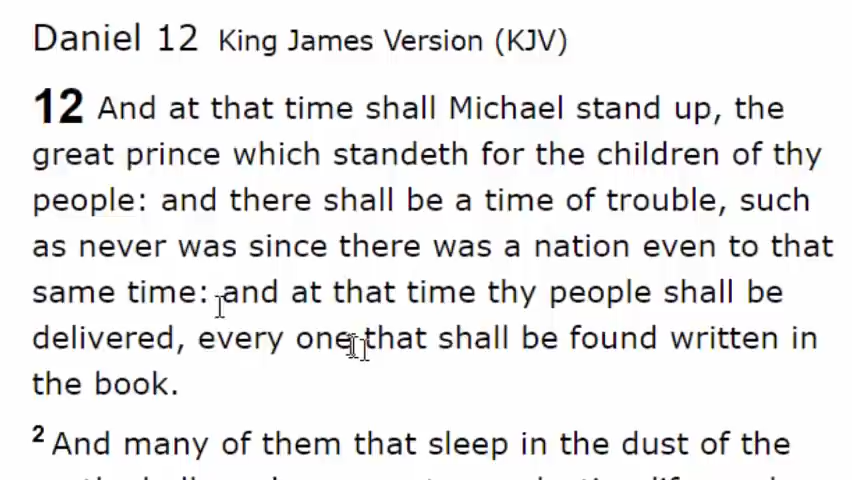 Daniel 12 King James Version (KJV)
12 And at that time shall Michael stand up, the
great prince which standeth for the children of thy
people: and there shall be a time of trouble, such
as never was since there was a nation even to that
same time: and at that time thy people shall be
delivered, every one that shall be found written in
the book.
2 And many of them that sleep in the dust of the